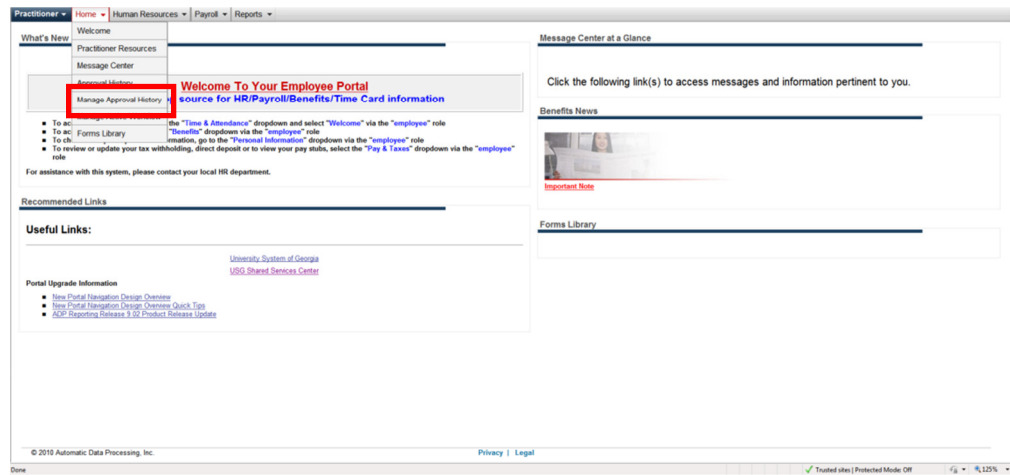 Practitioner Home Human Resources Payroll Reports
What's New
Welcome
Practitioner Resources
Message Center
Approval History
Manage Approval History
Forms Library
Welcome To Your Employee Portal
source for HR/Payroll/Benefits/Time Card information
To ac the "Time & Attendance" dropdown and select "Welcome" via the "employee" role
To ac "Benefits" dropdown via the "employee" role
To ch rmation, go to the "Personal Information" dropdown via the "employee" role
To review or update your tax withholding, direct deposit or to view your pay stubs, select the "Pay & Taxes" dropdown via the "employee"
role
For assistance with this system, please contact your local HR department.
Recommended Links
Useful Links:
University System of Georgia
USG Shared Services Center
Portal Upgrade Information
New Portal Navigation Design Overview
New Portal Navigation Design Overview Quick Tips
ADP Reporting Release 9.02 Product Release Update
Message Center at a Glance
Click the following link(s) to access messages and information pertinent to you.
Benefits News
Important Note
Forms Library
© 2010 Automatic Data Processing, Inc.
Privacy | Legal
Done
Trusted sites | Protected Mode: Off
125%